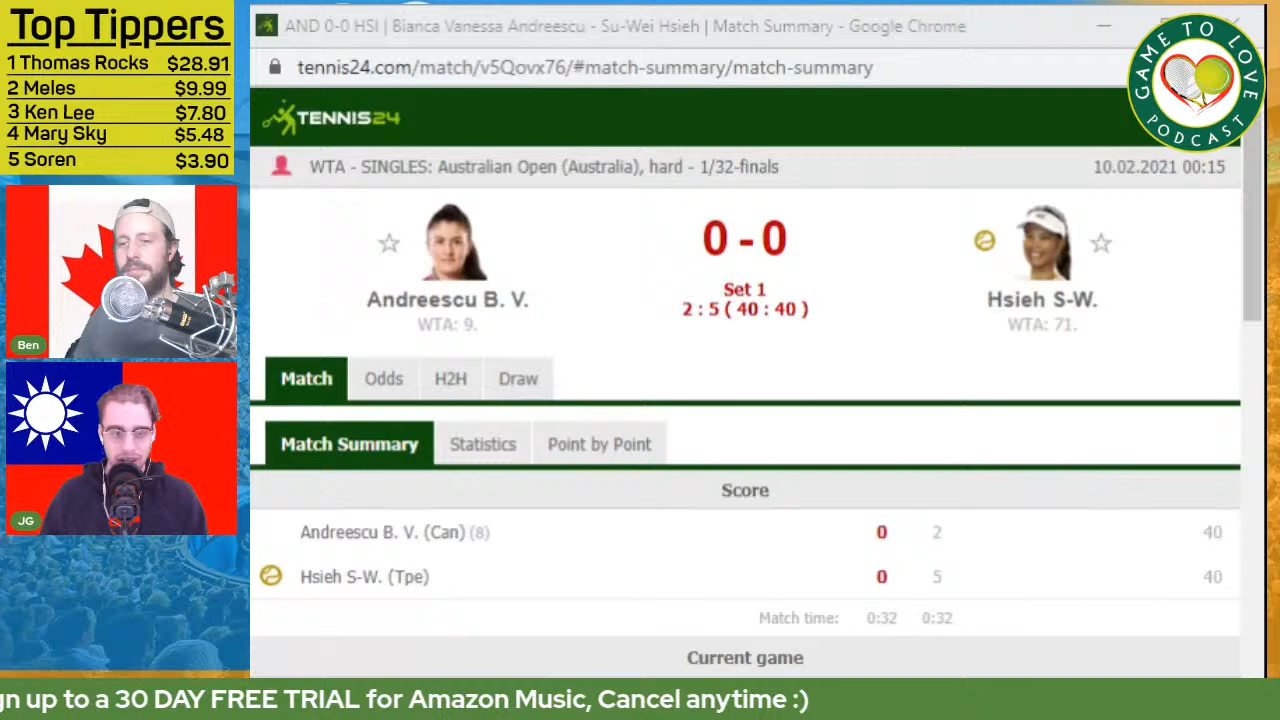 Top Tippers
1 Thomas Rocks $28.91
2 Meles $9.99
3 Ken Lee $7.80
4 Mary Sky $5.48
5 Soren $3.90
Ben
JG
AND 0-0 HSI | Bianca Vanessa Andreescu - Su-Wei Hsieh | Match Summary - Google Chrome
tennis24.com/match/v5Qovx76/#match-summary/match-summary
GAME TO LOVE
PODCAST
TENNIS24
WTA - SINGLES: Australian Open (Australia), hard - 1/32-finals 10.02.2021 00:15
0 - 0
Set 1
2 : 5 ( 40 : 40 )
Andreescu B. V.
WTA: 9.
Hsieh S-W.
WTA: 71.
Match Odds H2H Draw
Match Summary Statistics Point by Point
Score
Andreescu B. V. (Can) (8) 0 2 40
Hsieh S-W. (Tpe) 0 5 40
Match time: 0:32 0:32
Current game
gn up to a 30 DAY FREE TRIAL for Amazon Music, Cancel anytime :)